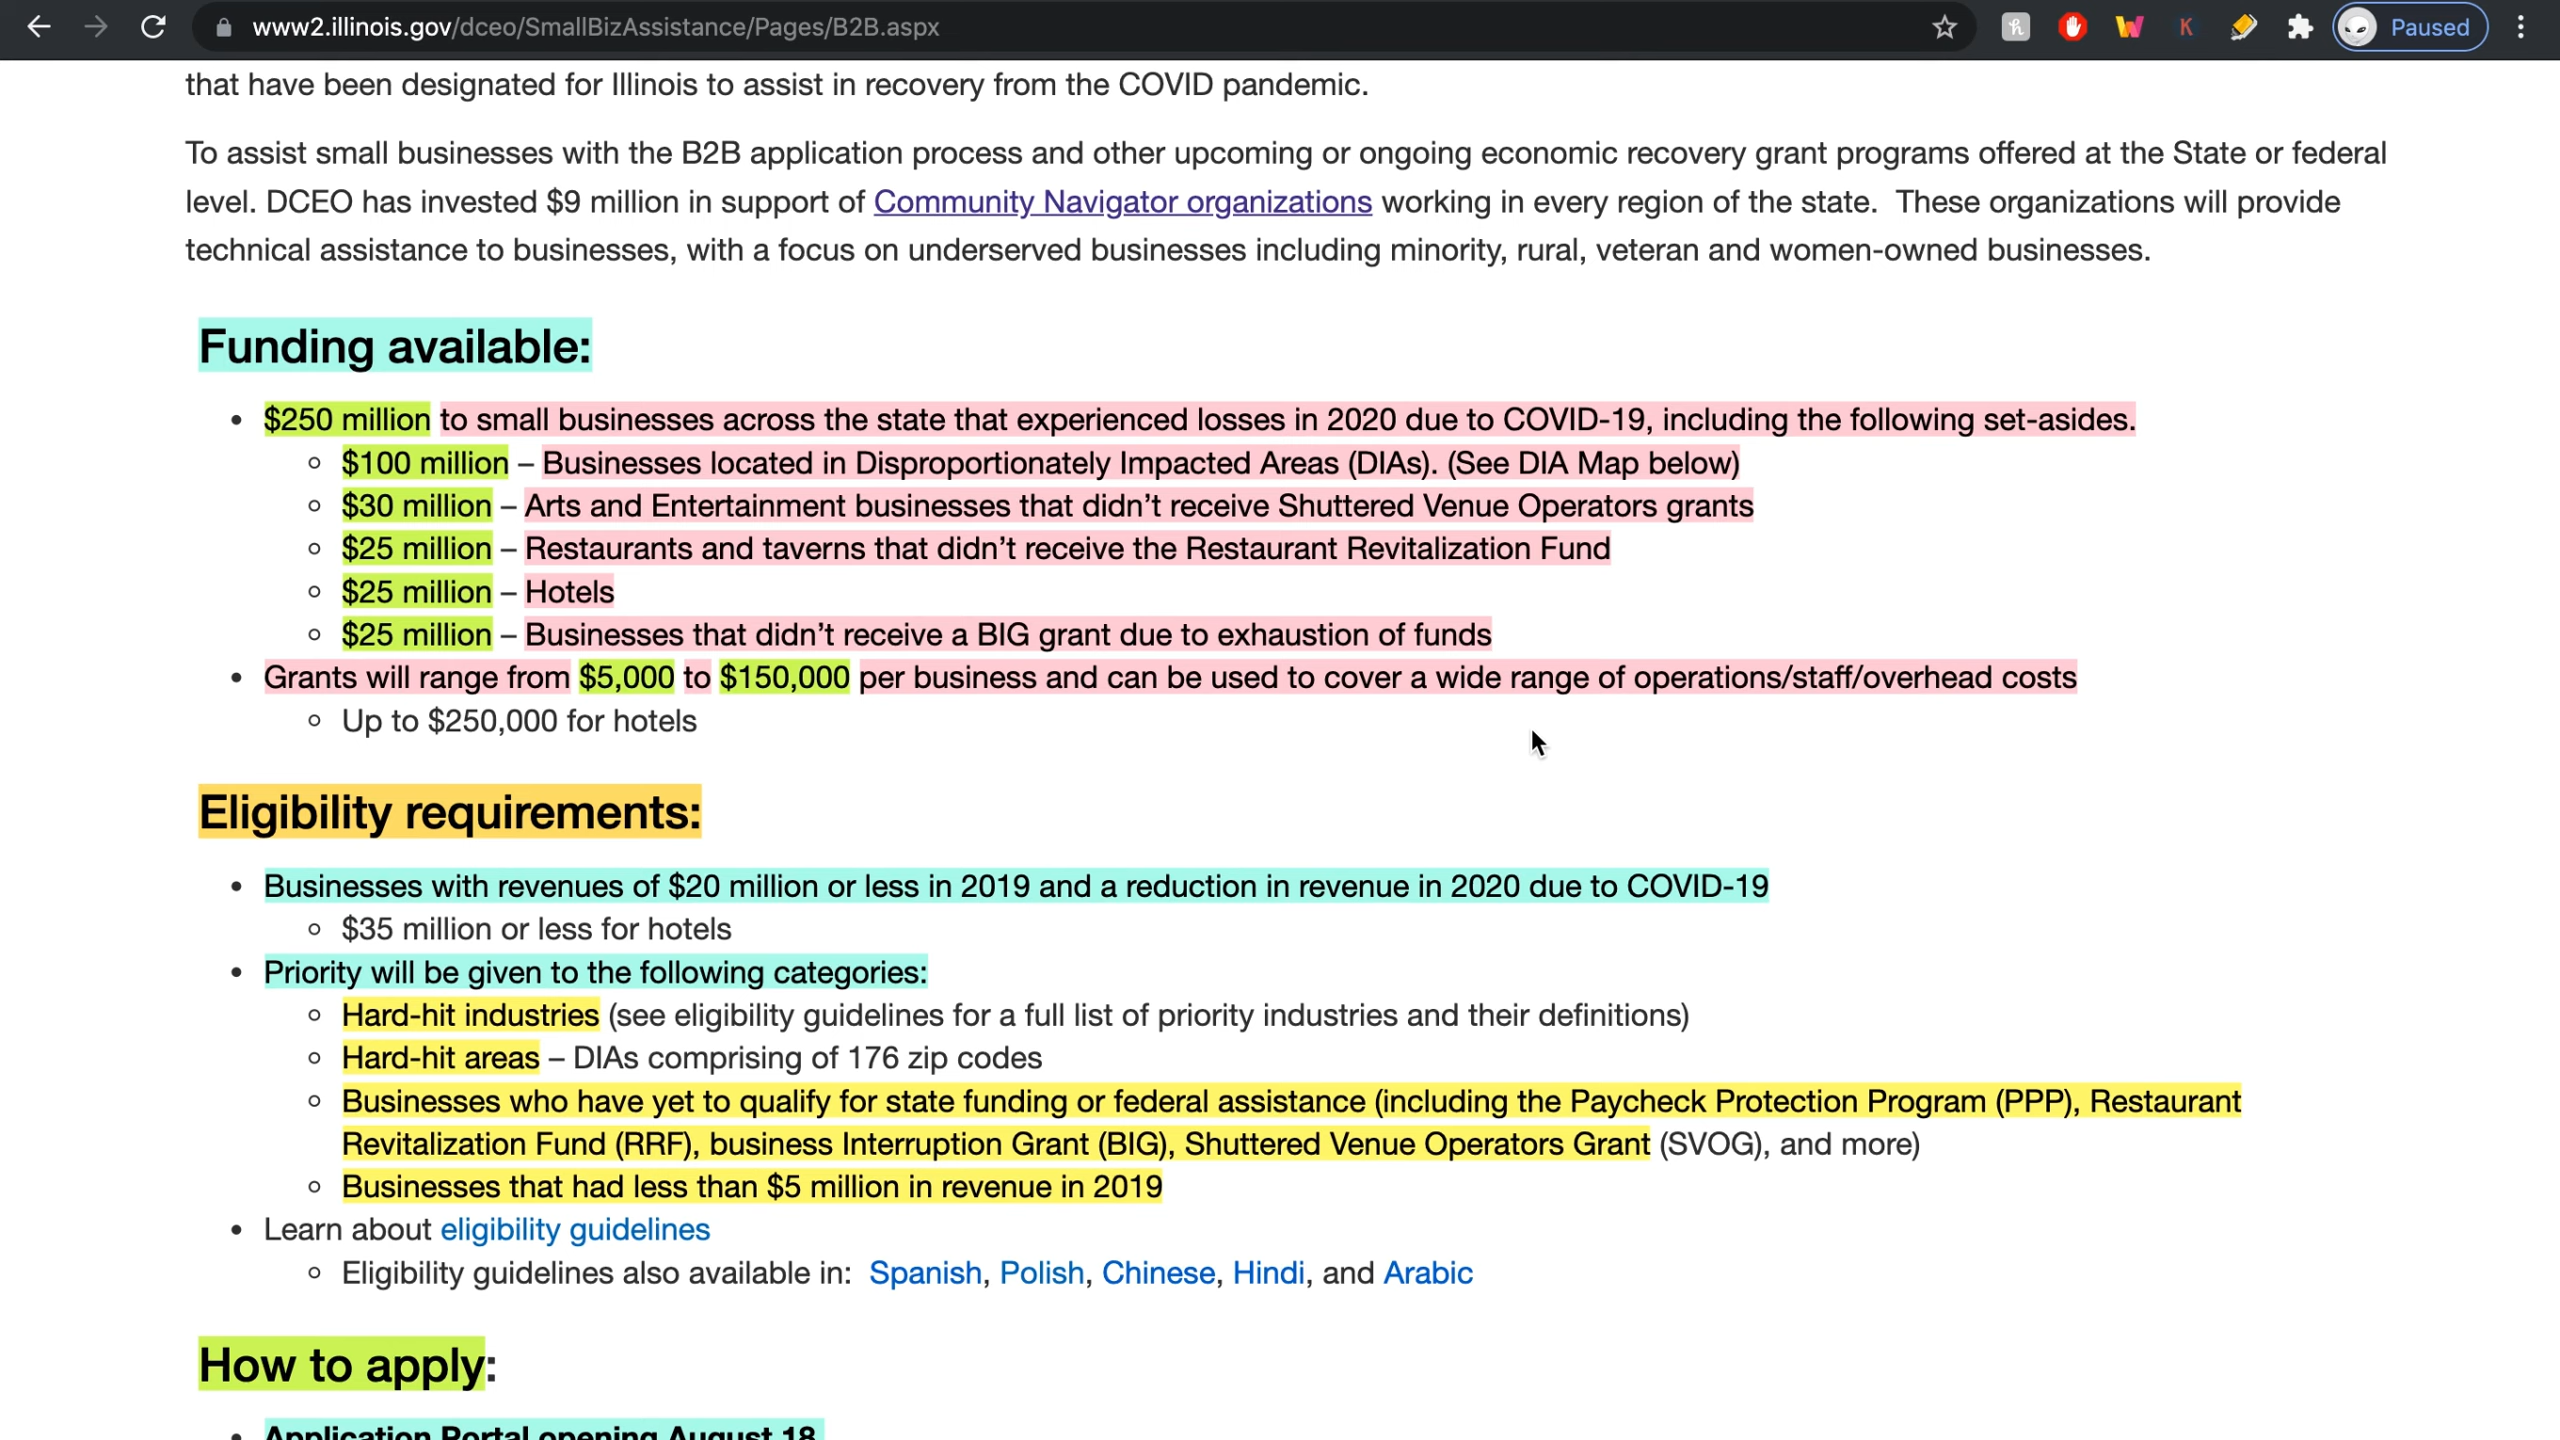 www2.illinois.gov/dceo/SmallBizAssistance/Pages/B2B.aspx
Paused
that have been designated for Illinois to assist in recovery from the COVID pandemic.
To assist small businesses with the B2B application process and other upcoming or ongoing economic recovery grant programs offered at the State or federal
level. DCEO has invested $9 million in support of Community Navigator organizations working in every region of the state. These organizations will provide
technical assistance to businesses, with a focus on underserved businesses including minority, rural, veteran and women-owned businesses.
Funding available:
• $250 million to small businesses across the state that experienced losses in 2020 due to COVID-19, including the following set-asides.
○ $100 million – Businesses located in Disproportionately Impacted Areas (DIAs). (See DIA Map below)
○ $30 million – Arts and Entertainment businesses that didn’t receive Shuttered Venue Operators grants
○ $25 million – Restaurants and taverns that didn’t receive the Restaurant Revitalization Fund
○ $25 million – Hotels
○ $25 million – Businesses that didn’t receive a BIG grant due to exhaustion of funds
• Grants will range from $5,000 to $150,000 per business and can be used to cover a wide range of operations/staff/overhead costs
○ Up to $250,000 for hotels
Eligibility requirements:
• Businesses with revenues of $20 million or less in 2019 and a reduction in revenue in 2020 due to COVID-19
○ $35 million or less for hotels
• Priority will be given to the following categories:
○ Hard-hit industries (see eligibility guidelines for a full list of priority industries and their definitions)
○ Hard-hit areas – DIAs comprising of 176 zip codes
○ Businesses who have yet to qualify for state funding or federal assistance (including the Paycheck Protection Program (PPP), Restaurant
Revitalization Fund (RRF), business Interruption Grant (BIG), Shuttered Venue Operators Grant (SVOG), and more)
○ Businesses that had less than $5 million in revenue in 2019
• Learn about eligibility guidelines
○ Eligibility guidelines also available in: Spanish, Polish, Chinese, Hindi, and Arabic
How to apply:
• Application Portal opening August 18